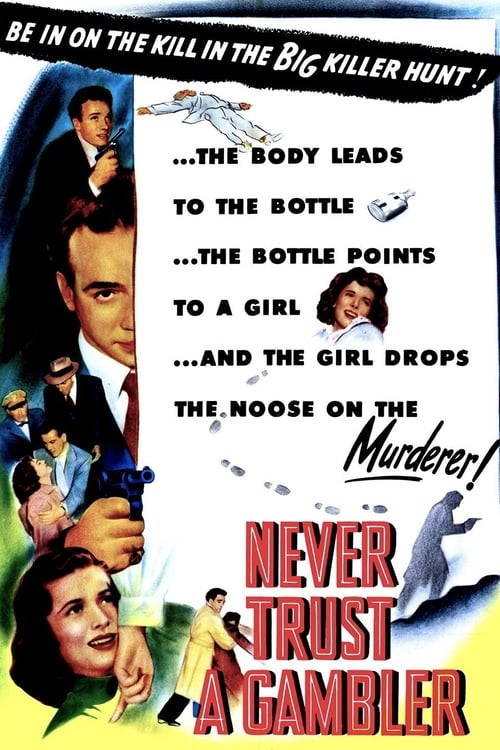 BE IN ON THE KILL IN THE BIG KILLER HUNT!
...THE BODY LEADS
TO THE BOTTLE
...THE BOTTLE POINTS
TO A GIRL
...AND THE GIRL DROPS
THE NOOSE ON THE
Murderer!
NEVER
TRUST
A GAMBLER